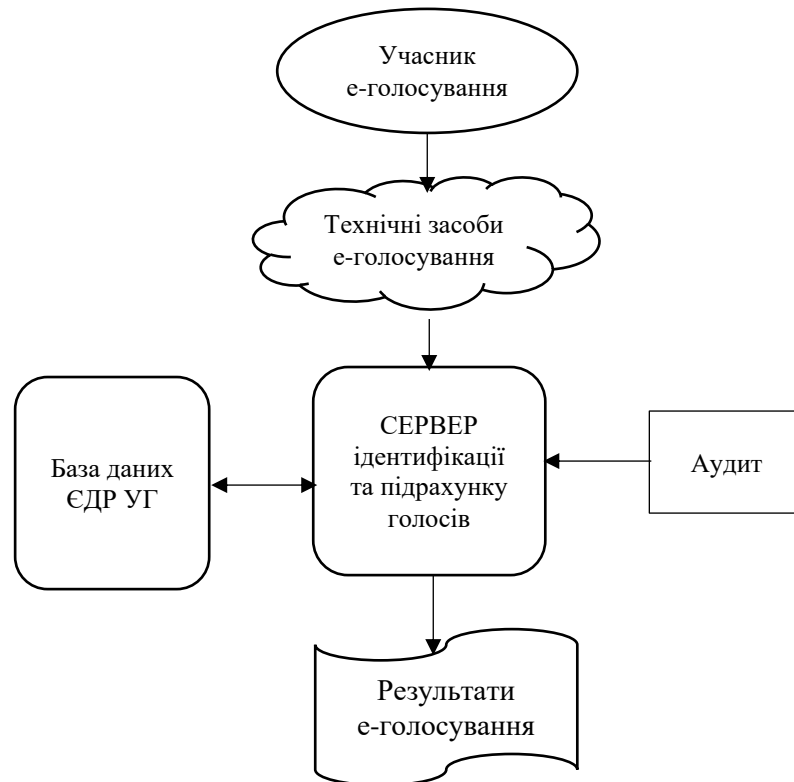 Учасник
е-голосування
Технічні засоби
е-голосування
СЕРВЕР
ідентифікації
та підрахунку
голосів
База даних
ЄДР УГ
Аудит
Результати
е-голосування